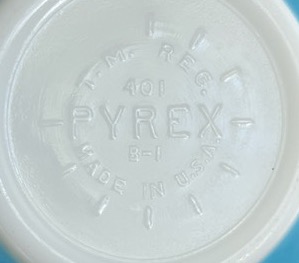 T.M. REG.
401
PYREX
B-1
MADE IN U.S.A.